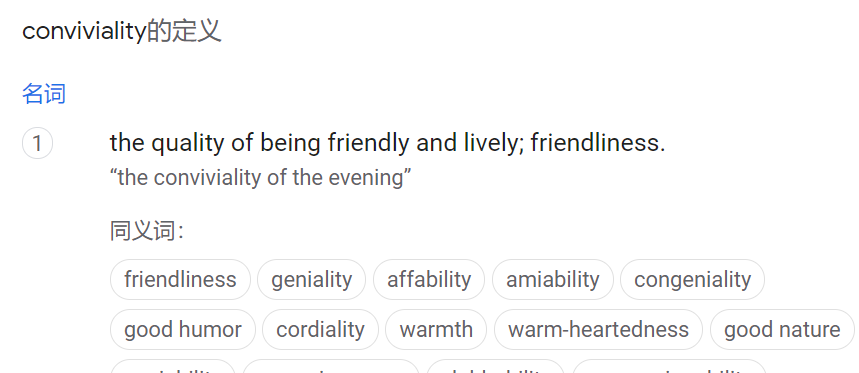 conviviality的定义
名词
1 the quality of being friendly and lively; friendliness.
“the conviviality of the evening”
同义词：
friendliness geniality affability amiability congeniality
good humor cordiality warmth warm-heartedness good nature